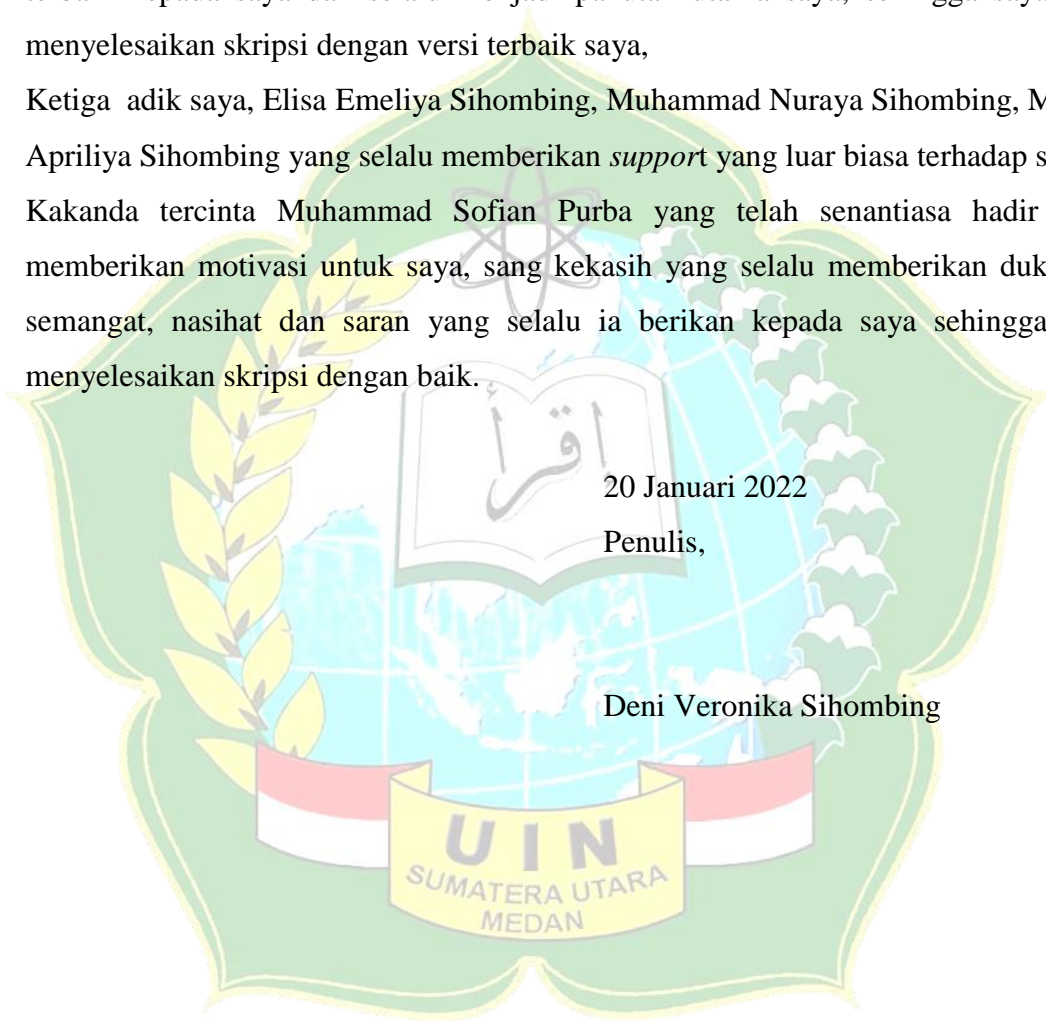 menyelesaikan skripsi dengan versi terbaik saya,
Ketiga adik saya, Elisa Emeliya Sihombing, Muhammad Nuraya Sihombing,
Apriliya Sihombing yang selalu memberikan support yang luar biasa terhadap
Kakanda tercinta Muhammad Sofian Purba yang telah senantiasa hadir
memberikan motivasi untuk saya, sang kekasih yang selalu memberikan
semangat, nasihat dan saran yang selalu ia berikan kepada saya sehingga
menyelesaikan skripsi dengan baik.
اقرأ
20 Januari 2022
Penulis,
Deni Veronika Sihombing
UIN
SUMATERA UTARA
MEDAN